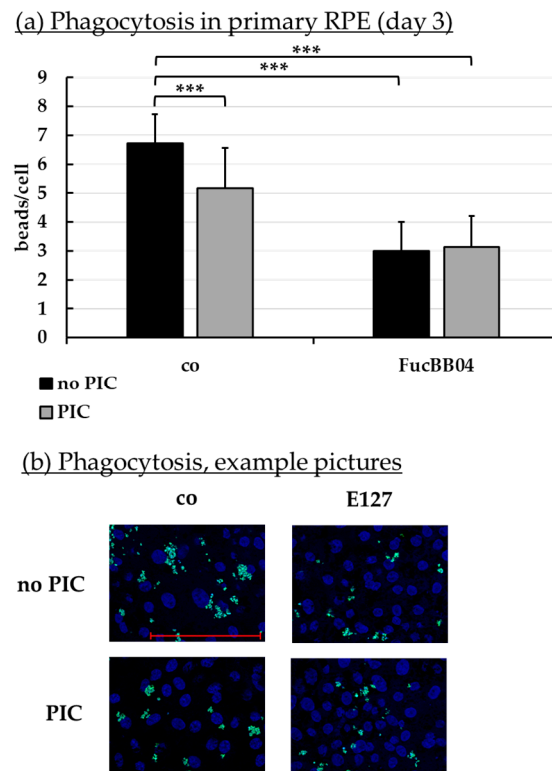 (a) Phagocytosis in primary RPE (day 3)
***
***
***
9
8
7
6
5
4
3
2
1
0
beads/cell
co FucBB04
no PIC
PIC
(b) Phagocytosis, example pictures
co E127
no PIC
PIC